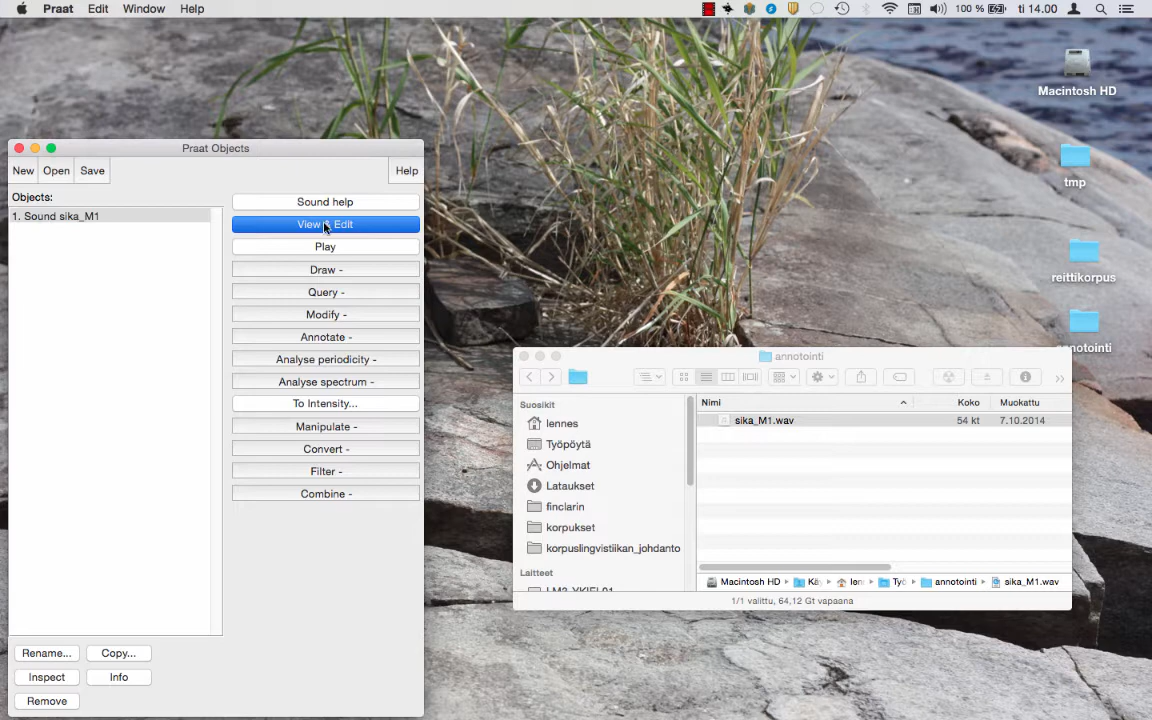 Praat Edit Window Help
100 % ti 14.00
Macintosh HD
tmp
reittikorpus
Praat Objects
New Open Save Help
Objects:
1. Sound sika_M1
Sound help
View & Edit
Play
Draw -
Query -
Modify -
Annotate -
Analyse periodicity -
Analyse spectrum -
To Intensity...
Manipulate -
Convert -
Filter -
Combine -
Rename... Copy...
Inspect Info
Remove
annotointi
Suosikit
lennes
Työpöytä
Ohjelmat
Lataukset
finclarin
korpukset
korpuslingvistiikan_johdanto
Laitteet
Nimi Koko Muokattu
sika_M1.wav 54 kt 7.10.2014
Macintosh HD Kä len Työ annotointi sika_M1.wav
1/1 valittu, 64,12 Gt vapaana